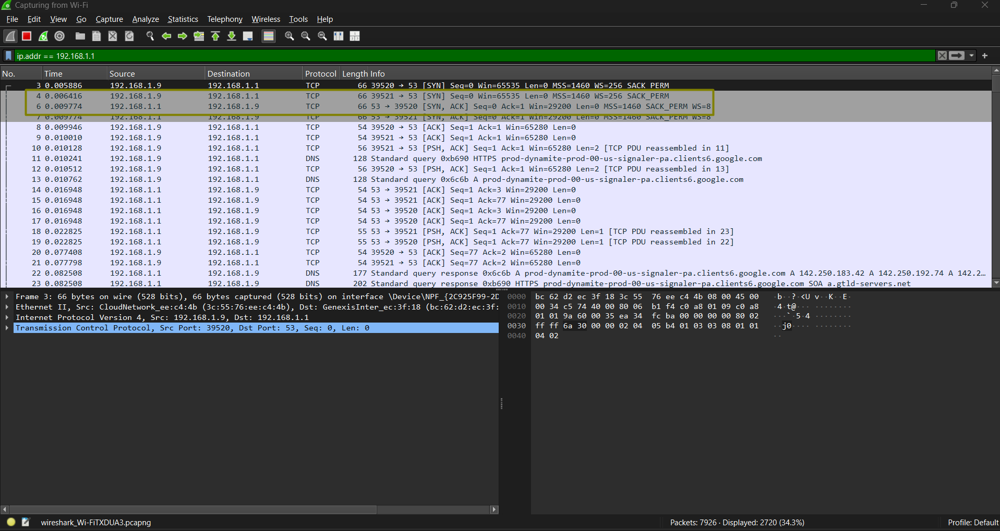 Capturing from Wi-Fi
File Edit View Go Capture Analyze Statistics Telephony Wireless Tools Help
ip.addr == 192.168.1.1
No. Time Source Destination Protocol Length Info
3 0.005886 192.168.1.9 192.168.1.1 TCP 66 39520 → 53 [SYN] Seq=0 Win=65535 Len=0 MSS=1460 WS=256 SACK_PERM
4 0.006416 192.168.1.9 192.168.1.1 TCP 66 39521 → 53 [SYN] Seq=0 Win=65535 Len=0 MSS=1460 WS=256 SACK_PERM
6 0.009774 192.168.1.1 192.168.1.9 TCP 66 53 → 39520 [SYN, ACK] Seq=0 Ack=1 Win=29200 Len=0 MSS=1460 SACK_PERM WS=8
7 0.009774 192.168.1.1 192.168.1.9 TCP 66 53 → 39521 [SYN, ACK] Seq=0 Ack=1 Win=29200 Len=0 MSS=1460 SACK_PERM WS=8
8 0.009946 192.168.1.9 192.168.1.1 TCP 54 39520 → 53 [ACK] Seq=1 Ack=1 Win=65280 Len=0
9 0.010010 192.168.1.9 192.168.1.1 TCP 54 39521 → 53 [ACK] Seq=1 Ack=1 Win=65280 Len=0
10 0.010128 192.168.1.9 192.168.1.1 TCP 56 39521 → 53 [PSH, ACK] Seq=1 Ack=1 Win=65280 Len=2 [TCP PDU reassembled in 11]
11 0.010241 192.168.1.9 192.168.1.1 DNS 128 Standard query 0xb690 HTTPS prod-dynamite-prod-00-us-signaler-pa.clients6.google.com
12 0.010512 192.168.1.9 192.168.1.1 TCP 56 39520 → 53 [PSH, ACK] Seq=1 Ack=1 Win=65280 Len=2 [TCP PDU reassembled in 13]
13 0.010762 192.168.1.9 192.168.1.1 DNS 128 Standard query 0x6c6b A prod-dynamite-prod-00-us-signaler-pa.clients6.google.com
14 0.016948 192.168.1.1 192.168.1.9 TCP 54 53 → 39521 [ACK] Seq=1 Ack=3 Win=29200 Len=0
15 0.016948 192.168.1.1 192.168.1.9 TCP 54 53 → 39521 [ACK] Seq=1 Ack=77 Win=29200 Len=0
16 0.016948 192.168.1.1 192.168.1.9 TCP 54 53 → 39520 [ACK] Seq=1 Ack=3 Win=29200 Len=0
17 0.016948 192.168.1.1 192.168.1.9 TCP 54 53 → 39520 [ACK] Seq=1 Ack=77 Win=29200 Len=0
18 0.022825 192.168.1.1 192.168.1.9 TCP 55 53 → 39521 [PSH, ACK] Seq=1 Ack=77 Win=29200 Len=1 [TCP PDU reassembled in 23]
19 0.022825 192.168.1.1 192.168.1.9 TCP 55 53 → 39520 [PSH, ACK] Seq=1 Ack=77 Win=29200 Len=1 [TCP PDU reassembled in 22]
20 0.077408 192.168.1.9 192.168.1.1 TCP 54 39520 → 53 [ACK] Seq=77 Ack=2 Win=65280 Len=0
21 0.077798 192.168.1.9 192.168.1.1 TCP 54 39521 → 53 [ACK] Seq=77 Ack=2 Win=65280 Len=0
22 0.082508 192.168.1.1 192.168.1.9 DNS 177 Standard query response 0x6c6b A prod-dynamite-prod-00-us-signaler-pa.clients6.google.com A 142.250.183.42 A 142.250.192.74 A 142.2...
23 0.082508 192.168.1.1 192.168.1.9 DNS 202 Standard query response 0xb690 HTTPS prod-dynamite-prod-00-us-signaler-pa.clients6.google.com SOA a.gtld-servers.net
Frame 3: 66 bytes on wire (528 bits), 66 bytes captured (528 bits) on interface \Device\NPF_{2C925F99-2D
Ethernet II, Src: CloudNetwork_ee:c4:4b (3c:55:76:ee:c4:4b), Dst: GenexisInter_ec:3f:18 (bc:62:d2:ec:3f:
Internet Protocol Version 4, Src: 192.168.1.9, Dst: 192.168.1.1
Transmission Control Protocol, Src Port: 39520, Dst Port: 53, Seq: 0, Len: 0
0000 bc 62 d2 ec 3f 18 3c 55 76 ee c4 4b 08 00 45 00 ·b··?·<U v··K··E·
0010 00 34 c5 74 40 00 80 06 b1 f4 c0 a8 01 09 c0 a8 ·4·t@··· ········
0020 01 01 9a 60 00 35 ea 34 fc ba 00 00 00 00 80 02 ···`·5·4 ········
0030 ff ff 6a 30 00 00 02 04 05 b4 01 03 03 08 01 01 ··j0···· ········
0040 04 02 ··
wireshark_Wi-FiTXDUA3.pcapng
Packets: 7926 · Displayed: 2720 (34.3%)
Profile: Default